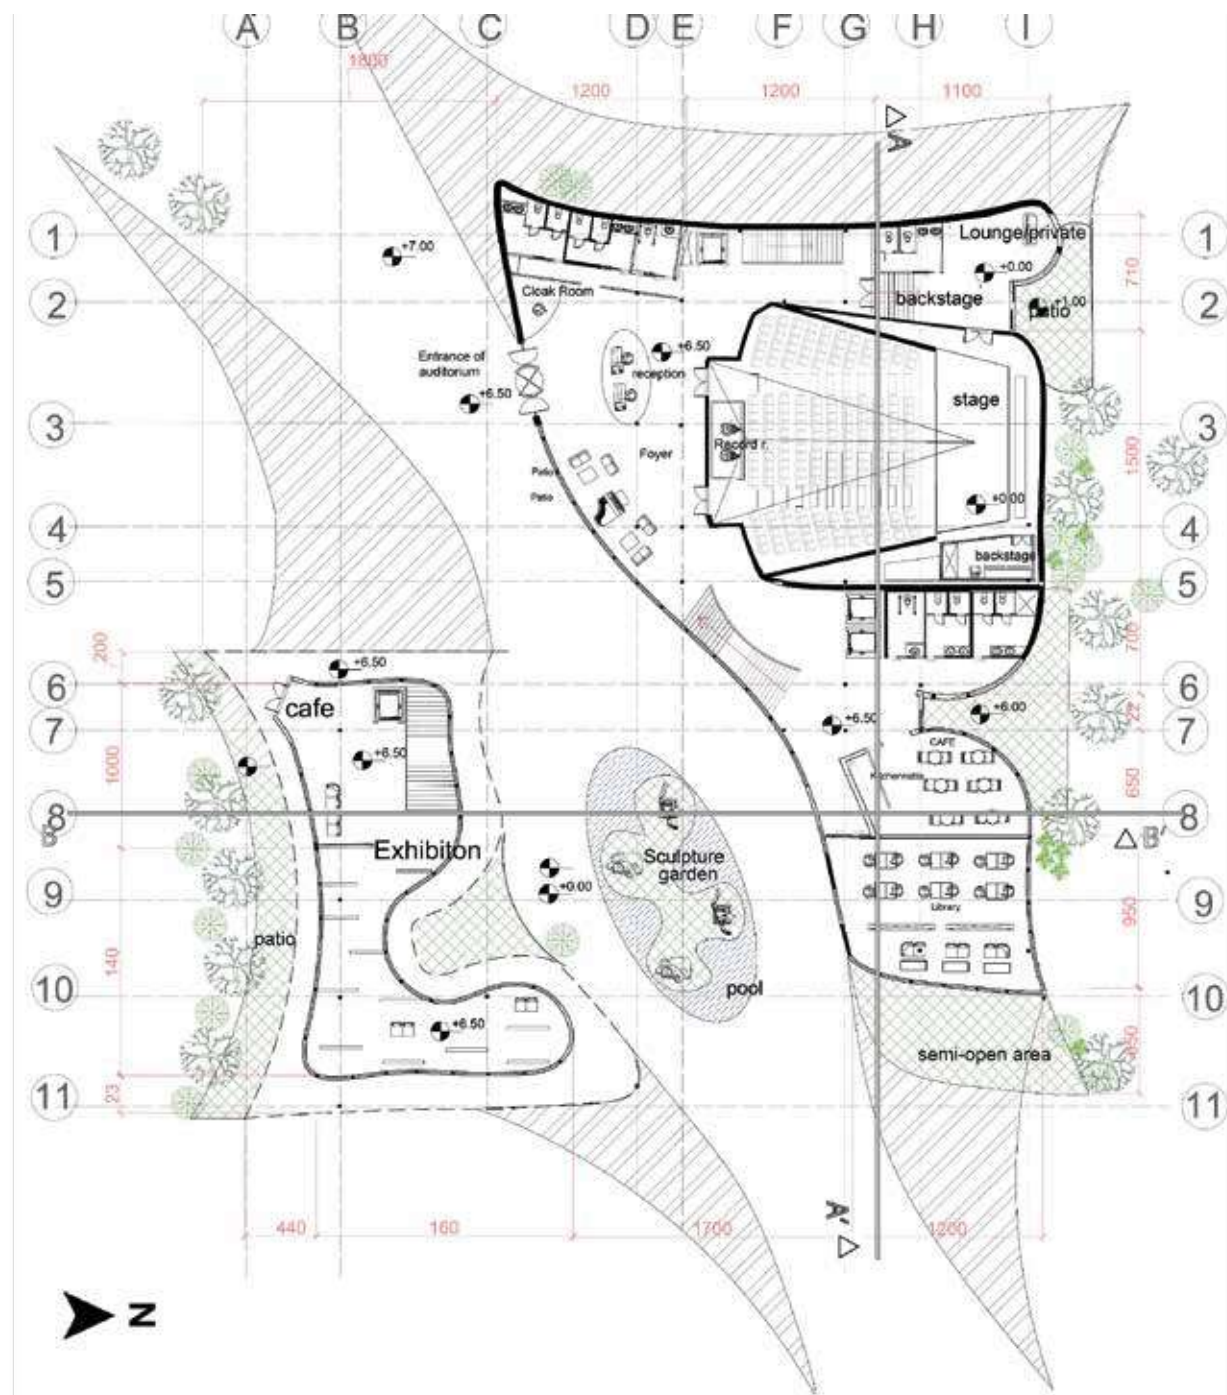 A B C D E F G H I
1800
1200 1200 1100
A
1 1
Lounge/private
+7.00
+0.00
710
2 2
Cloak Room
backstage
+1.00
patio
Entrance of
auditorium
+6.50
reception
+6.50
stage
3 3
Record r.
Foyer
1500
Patio
Patio
+0.00
4 4
backstage
5 5
200
700
+6.50
6 6
cafe
+6.00
22
+6.50
7 7
CAFE
+6.50
1000
650
8 8
B
B'
Exhibiton
Sculpture
garden
+0.00
9 9
Library
950
patio
140
10 10
pool
+6.50
semi-open area
23
11 11
A'
440 160 1700 1200
N